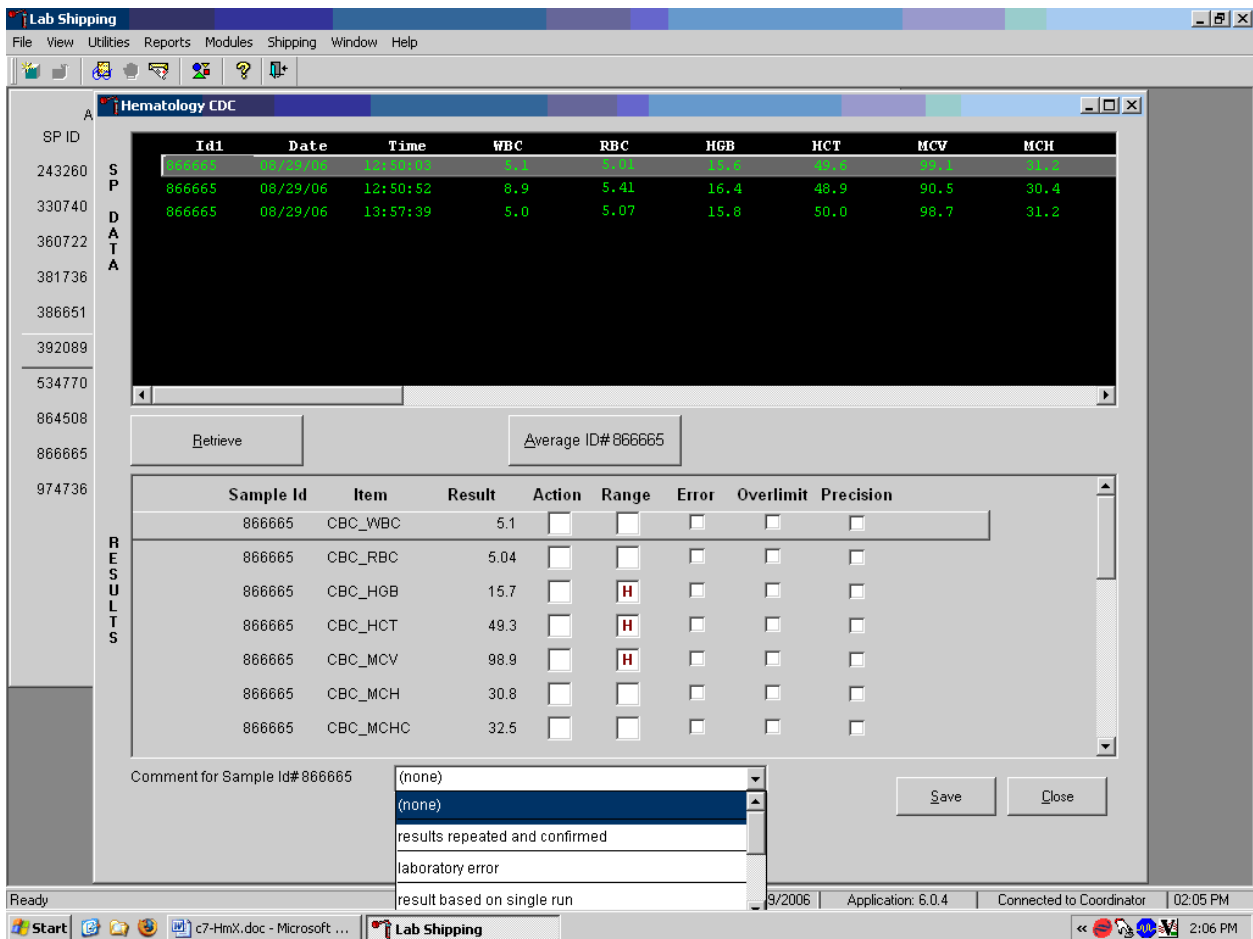 Lab Shipping
File View Utilities Reports Modules Shipping Window Help
Hematology CDC
A
SP ID
243260
330740
360722
381736
386651
392089
534770
864508
866665
974736
SP DATA
Id1 Date Time WBC RBC HGB HCT MCV MCH
866665 08/29/06 12:50:03 5.1 5.01 15.6 49.6 99.1 31.2
866665 08/29/06 12:50:52 8.9 5.41 16.4 48.9 90.5 30.4
866665 08/29/06 13:57:39 5.0 5.07 15.8 50.0 98.7 31.2
Retrieve Average ID# 866665
RESULTS
Sample Id Item Result Action Range Error Overlimit Precision
866665 CBC_WBC 5.1
866665 CBC_RBC 5.04
866665 CBC_HGB 15.7 H
866665 CBC_HCT 49.3 H
866665 CBC_MCV 98.9 H
866665 CBC_MCH 30.8
866665 CBC_MCHC 32.5
Comment for Sample Id# 866665 (none)
(none)
results repeated and confirmed
laboratory error
result based on single run
Save Close
Ready 9/2006 Application: 6.0.4 Connected to Coordinator 02:05 PM
Start c7-HmX.doc - Microsoft ... Lab Shipping « 2:06 PM